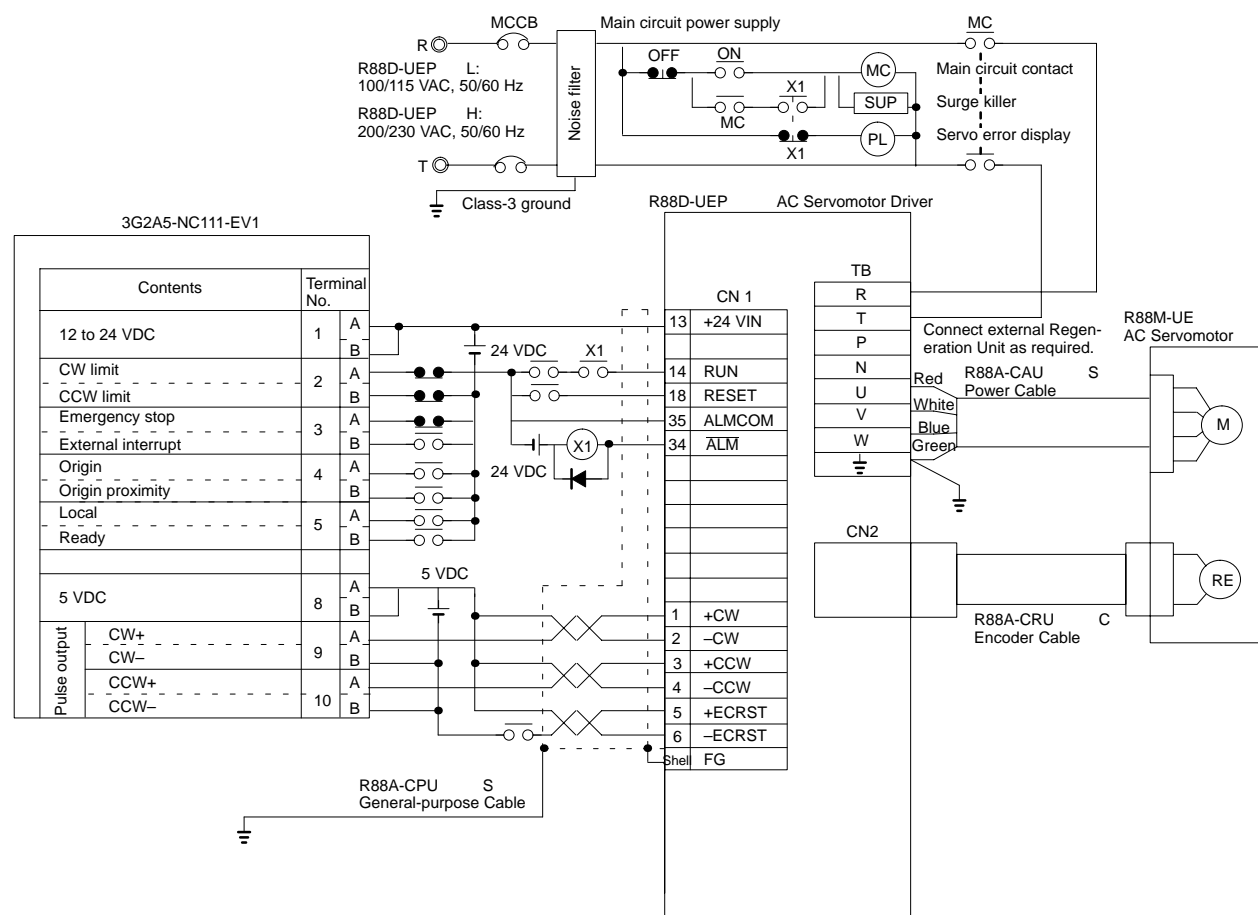 MCCB
Main circuit power supply
MC
R
OFF
ON
R88D-UEP L:
100/115 VAC, 50/60 Hz
MC
Main circuit contact
Noise filter
X1
SUP
Surge killer
R88D-UEP H:
200/230 VAC, 50/60 Hz
MC
PL
Servo error display
X1
T
Class-3 ground
R88D-UEP
AC Servomotor Driver
3G2A5-NC111-EV1
Contents
Terminal
No.
12 to 24 VDC
1
A
B
CW limit
2
A
CCW limit
B
Emergency stop
3
A
External interrupt
B
Origin
4
A
Origin proximity
B
Local
5
A
Ready
B
5 VDC
8
A
B
Pulse output
CW+
9
A
CW–
B
CCW+
10
A
CCW–
B
24 VDC
X1
X1
24 VDC
5 VDC
CN 1
13 +24 VIN
14 RUN
18 RESET
35 ALMCOM
34 ALM
1 +CW
2 –CW
3 +CCW
4 –CCW
5 +ECRST
6 –ECRST
Shell FG
TB
R
T
P
N
U
V
W
Connect external Regen-
eration Unit as required.
R88M-UE
AC Servomotor
Red
White
Blue
Green
R88A-CAU S
Power Cable
M
CN2
RE
R88A-CRU C
Encoder Cable
R88A-CPU S
General-purpose Cable